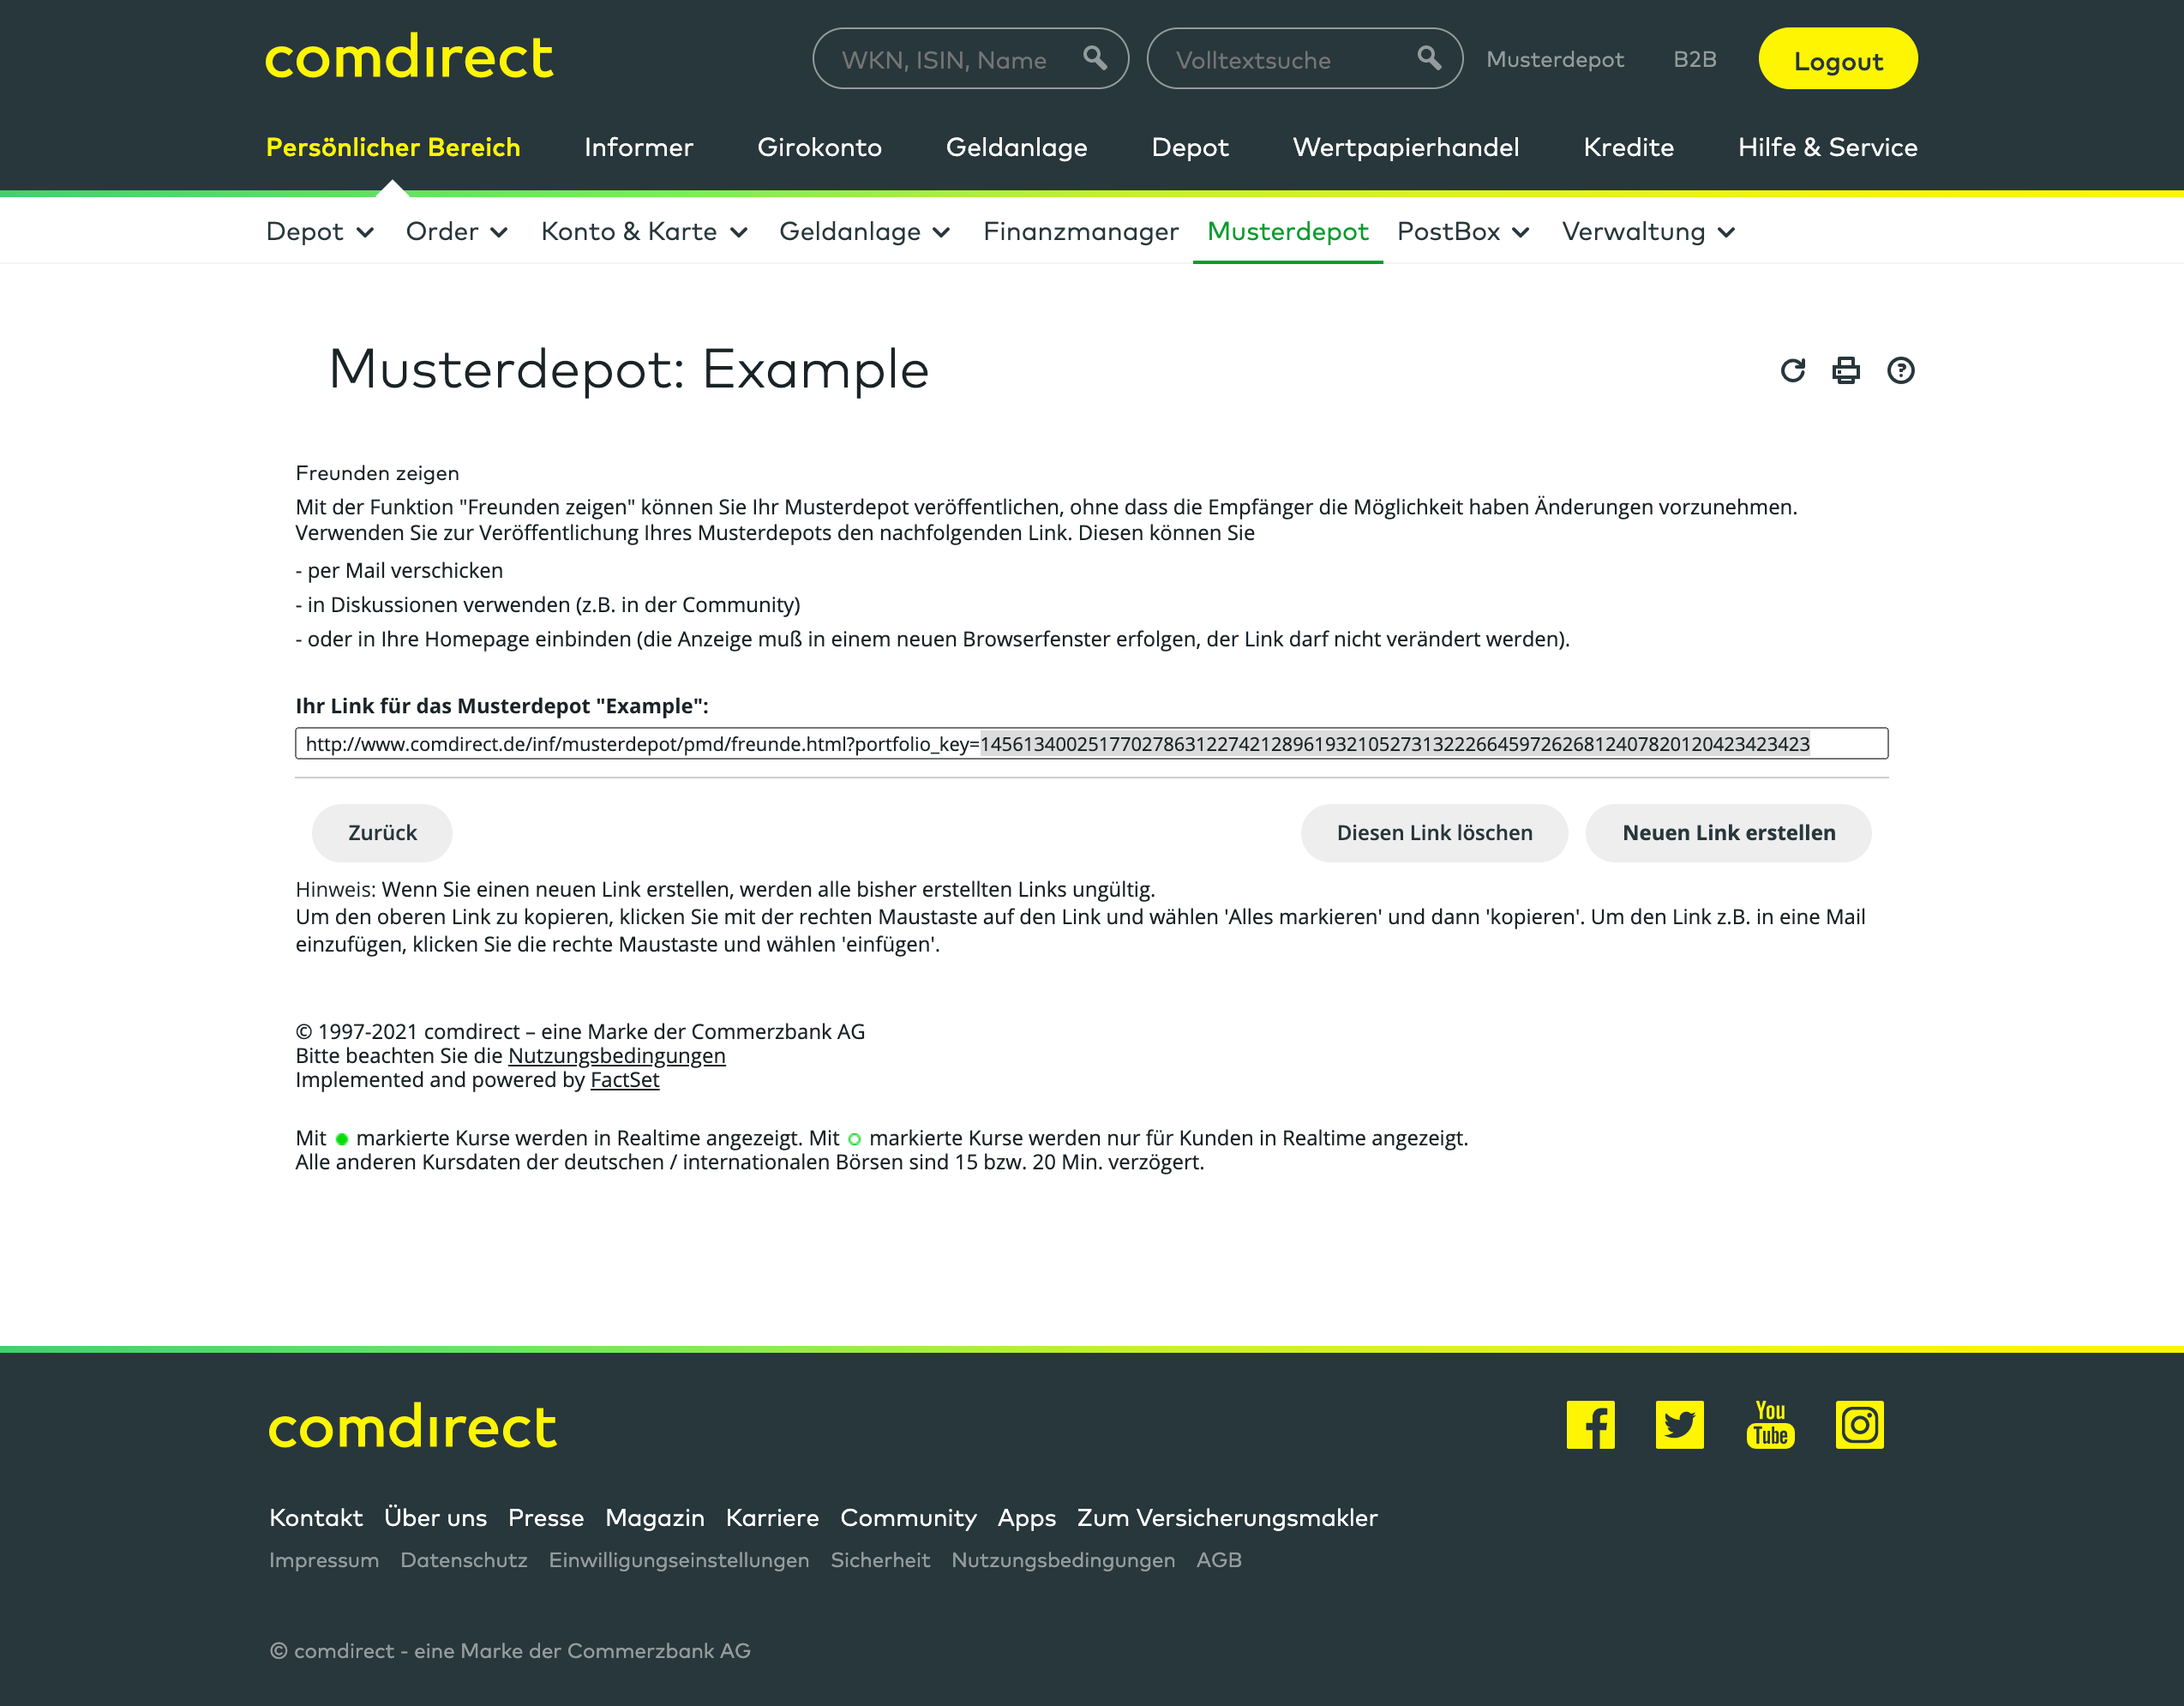 comdirect
WKN, ISIN, Name
Volltextsuche
Musterdepot
B2B
Logout
Persönlicher Bereich
Informer
Girokonto
Geldanlage
Depot
Wertpapierhandel
Kredite
Hilfe & Service
Depot
Order
Konto & Karte
Geldanlage
Finanzmanager
Musterdepot
PostBox
Verwaltung
Musterdepot: Example
Freunden zeigen
Mit der Funktion "Freunden zeigen" können Sie Ihr Musterdepot veröffentlichen, ohne dass die Empfänger die Möglichkeit haben Änderungen vorzunehmen.
Verwenden Sie zur Veröffentlichung Ihres Musterdepots den nachfolgenden Link. Diesen können Sie
- per Mail verschicken
- in Diskussionen verwenden (z.B. in der Community)
- oder in Ihre Homepage einbinden (die Anzeige muß in einem neuen Browserfenster erfolgen, der Link darf nicht verändert werden).
Ihr Link für das Musterdepot "Example":
http://www.comdirect.de/inf/musterdepot/pmd/freunde.html?portfolio_key=14561340025177027863122742128961932105273132226645972626812407820120423423423
Zurück
Diesen Link löschen
Neuen Link erstellen
Hinweis: Wenn Sie einen neuen Link erstellen, werden alle bisher erstellten Links ungültig.
Um den oberen Link zu kopieren, klicken Sie mit der rechten Maustaste auf den Link und wählen 'Alles markieren' und dann 'kopieren'. Um den Link z.B. in eine Mail
einzufügen, klicken Sie die rechte Maustaste und wählen 'einfügen'.
© 1997-2021 comdirect – eine Marke der Commerzbank AG
Bitte beachten Sie die Nutzungsbedingungen
Implemented and powered by FactSet
Mit markierte Kurse werden in Realtime angezeigt. Mit markierte Kurse werden nur für Kunden in Realtime angezeigt.
Alle anderen Kursdaten der deutschen / internationalen Börsen sind 15 bzw. 20 Min. verzögert.
comdirect
You
Tube
Kontakt Über uns Presse Magazin Karriere Community Apps Zum Versicherungsmakler
Impressum Datenschutz Einwilligungseinstellungen Sicherheit Nutzungsbedingungen AGB
© comdirect - eine Marke der Commerzbank AG